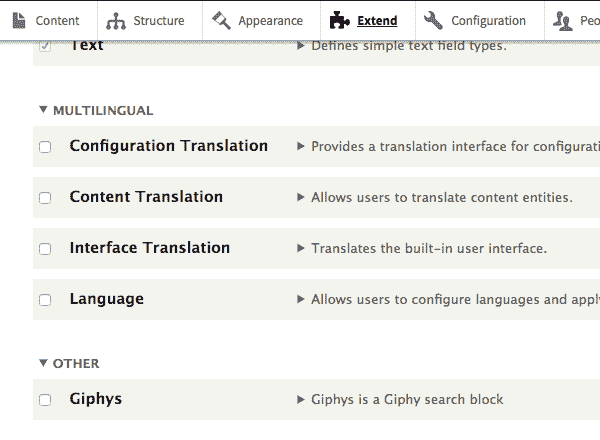 Content Structure Appearance Extend Configuration Peo
Text Defines simple text field types.
MULTILINGUAL
Configuration Translation Provides a translation interface for configurati
Content Translation Allows users to translate content entities.
Interface Translation Translates the built-in user interface.
Language Allows users to configure languages and apply
OTHER
Giphys Giphys is a Giphy search block